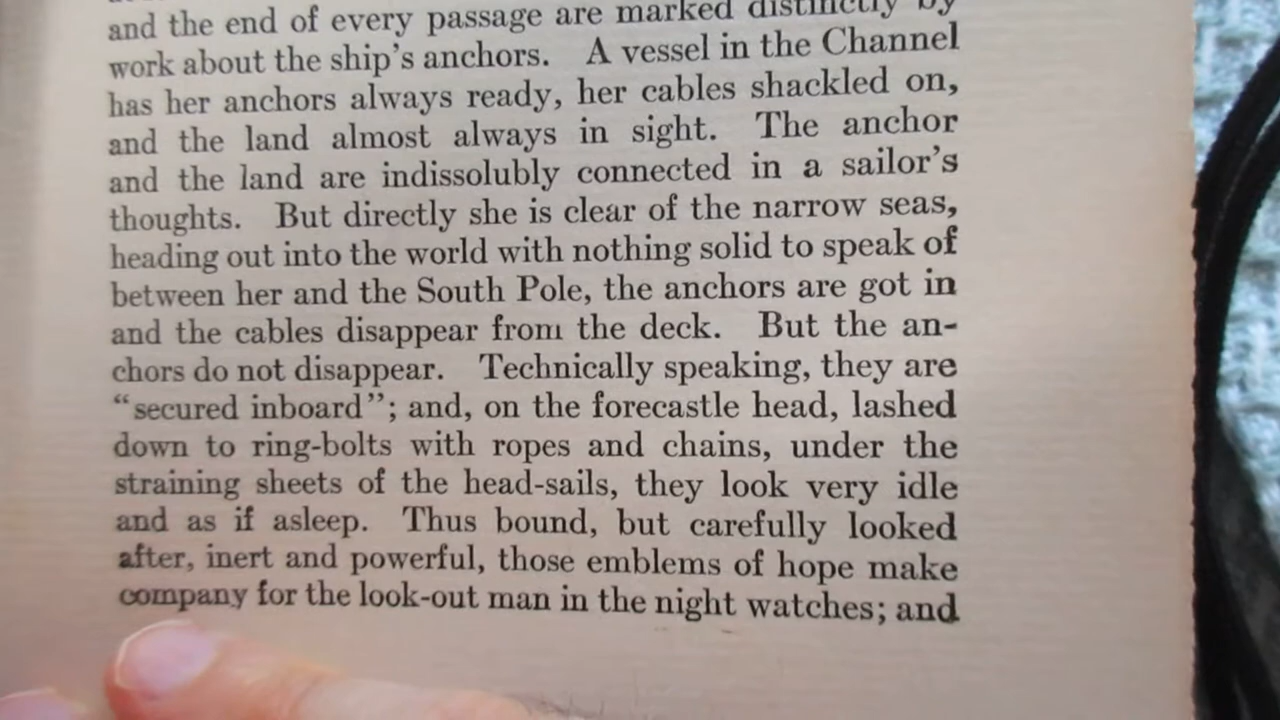 and the end of every passage are marked distinctly by
work about the ship's anchors. A vessel in the Channel
has her anchors always ready, her cables shackled on,
and the land almost always in sight. The anchor
and the land are indissolubly connected in a sailor's
thoughts. But directly she is clear of the narrow seas,
heading out into the world with nothing solid to speak of
between her and the South Pole, the anchors are got in
and the cables disappear from the deck. But the an-
chors do not disappear. Technically speaking, they are
“secured inboard”; and, on the forecastle head, lashed
down to ring-bolts with ropes and chains, under the
straining sheets of the head-sails, they look very idle
and as if asleep. Thus bound, but carefully looked
after, inert and powerful, those emblems of hope make
company for the look-out man in the night watches; and